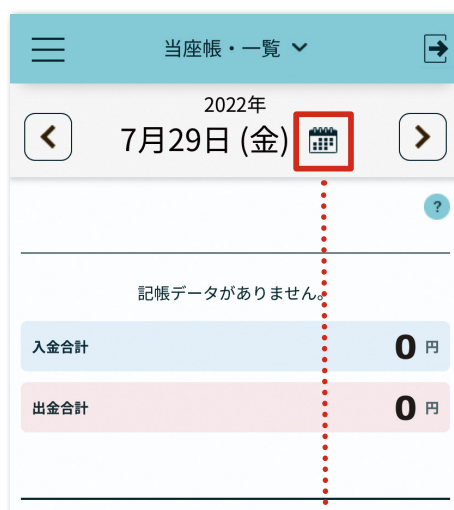 当座帳・一覧
2022年
7月29日 (金)
?
記帳データがありません。
入金合計 0 円
出金合計 0 円